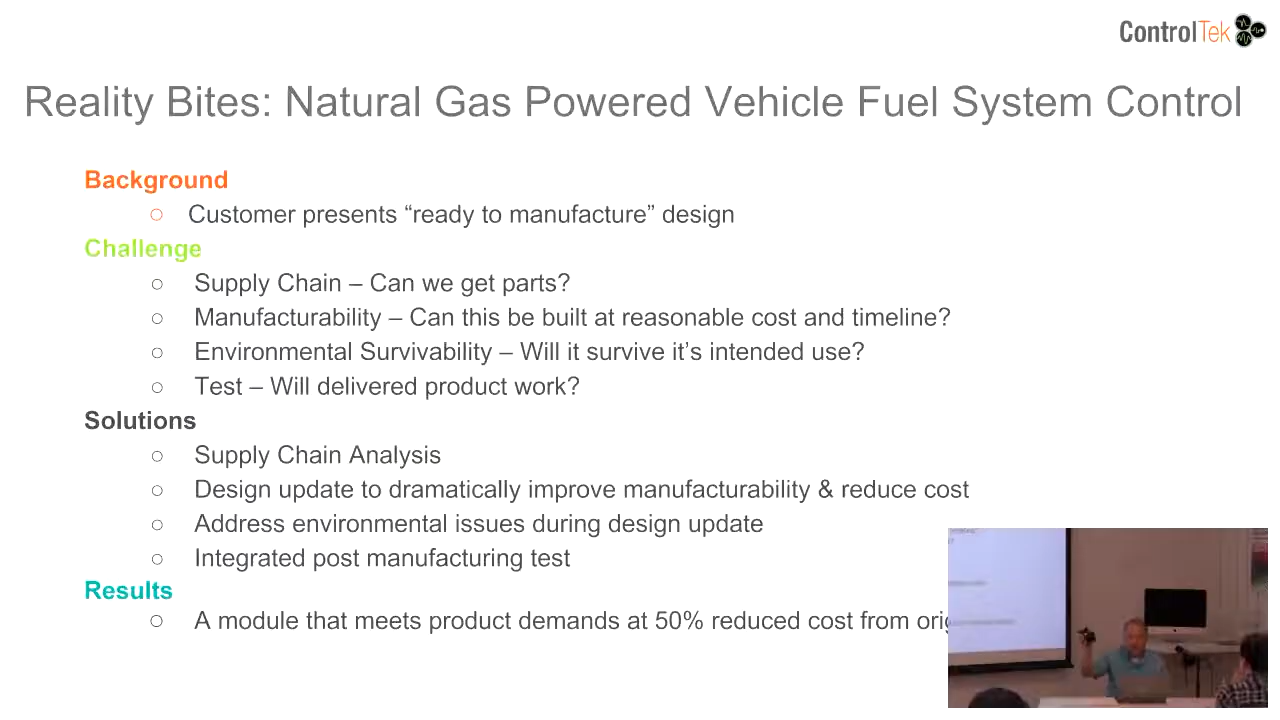 ControlTek
Reality Bites: Natural Gas Powered Vehicle Fuel System Control
Background
○ Customer presents “ready to manufacture” design
Challenge
○ Supply Chain – Can we get parts?
○ Manufacturability – Can this be built at reasonable cost and timeline?
○ Environmental Survivability – Will it survive it’s intended use?
○ Test – Will delivered product work?
Solutions
○ Supply Chain Analysis
○ Design update to dramatically improve manufacturability & reduce cost
○ Address environmental issues during design update
○ Integrated post manufacturing test
Results
○ A module that meets product demands at 50% reduced cost from